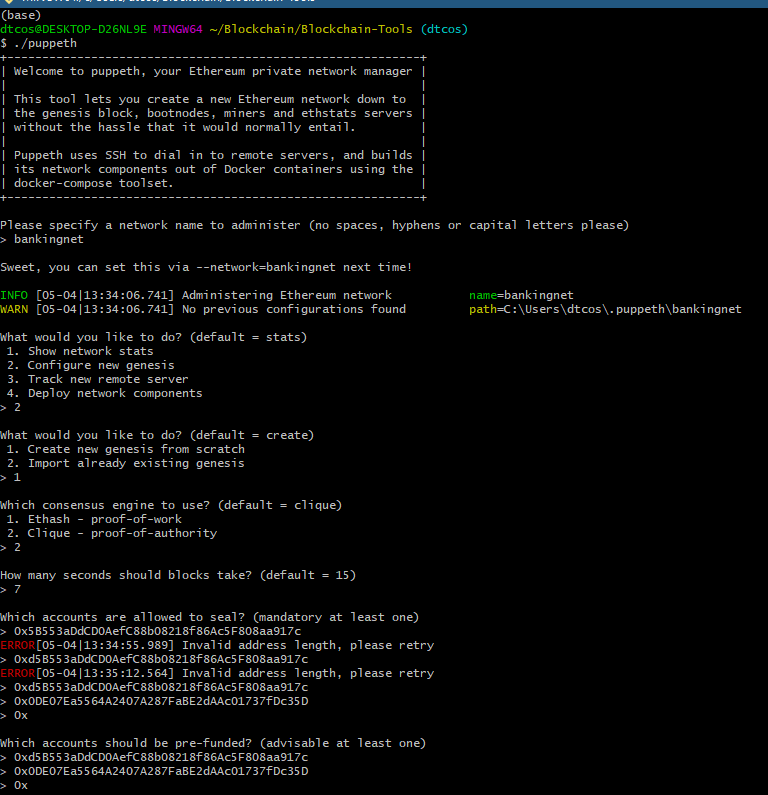 (base)
dtcos@DESKTOP-D26NL9E MINGW64 ~/Blockchain/Blockchain-Tools (dtcos)
$ ./puppeth
+-----------------------------------------------------------+
| Welcome to puppeth, your Ethereum private network manager |
|                                                           |
| This tool lets you create a new Ethereum network down to  |
| the genesis block, bootnodes, miners and ethstats servers |
| without the hassle that it would normally entail.         |
|                                                           |
| Puppeth uses SSH to dial in to remote servers, and builds |
| its network components out of Docker containers using the |
| docker-compose toolset.                                   |
+-----------------------------------------------------------+
Please specify a network name to administer (no spaces, hyphens or capital letters please)
> bankingnet
Sweet, you can set this via --network=bankingnet next time!
INFO [05-04|13:34:06.741] Administering Ethereum network           name=bankingnet
WARN [05-04|13:34:06.741] No previous configurations found         path=C:\Users\dtcos\.puppeth\bankingnet
What would you like to do? (default = stats)
 1. Show network stats
 2. Configure new genesis
 3. Track new remote server
 4. Deploy network components
> 2
What would you like to do? (default = create)
 1. Create new genesis from scratch
 2. Import already existing genesis
> 1
Which consensus engine to use? (default = clique)
 1. Ethash - proof-of-work
 2. Clique - proof-of-authority
> 2
How many seconds should blocks take? (default = 15)
> 7
Which accounts are allowed to seal? (mandatory at least one)
> 0x5B553aDdCD0AefC88b08218f86Ac5F808aa917c
ERROR[05-04|13:34:55.989] Invalid address length, please retry
> 0xd5B553aDdCD0AefC88b08218f86Ac5F808aa917c
ERROR[05-04|13:35:12.564] Invalid address length, please retry
> 0xd5B553aDdCD0AefC88b08218f86Ac5F808aa917c
> 0x0DE07Ea5564A2407A287FaBE2dAAc01737fDc35D
> 0x
Which accounts should be pre-funded? (advisable at least one)
> 0xd5B553aDdCD0AefC88b08218f86Ac5F808aa917c
> 0x0DE07Ea5564A2407A287FaBE2dAAc01737fDc35D
> 0x